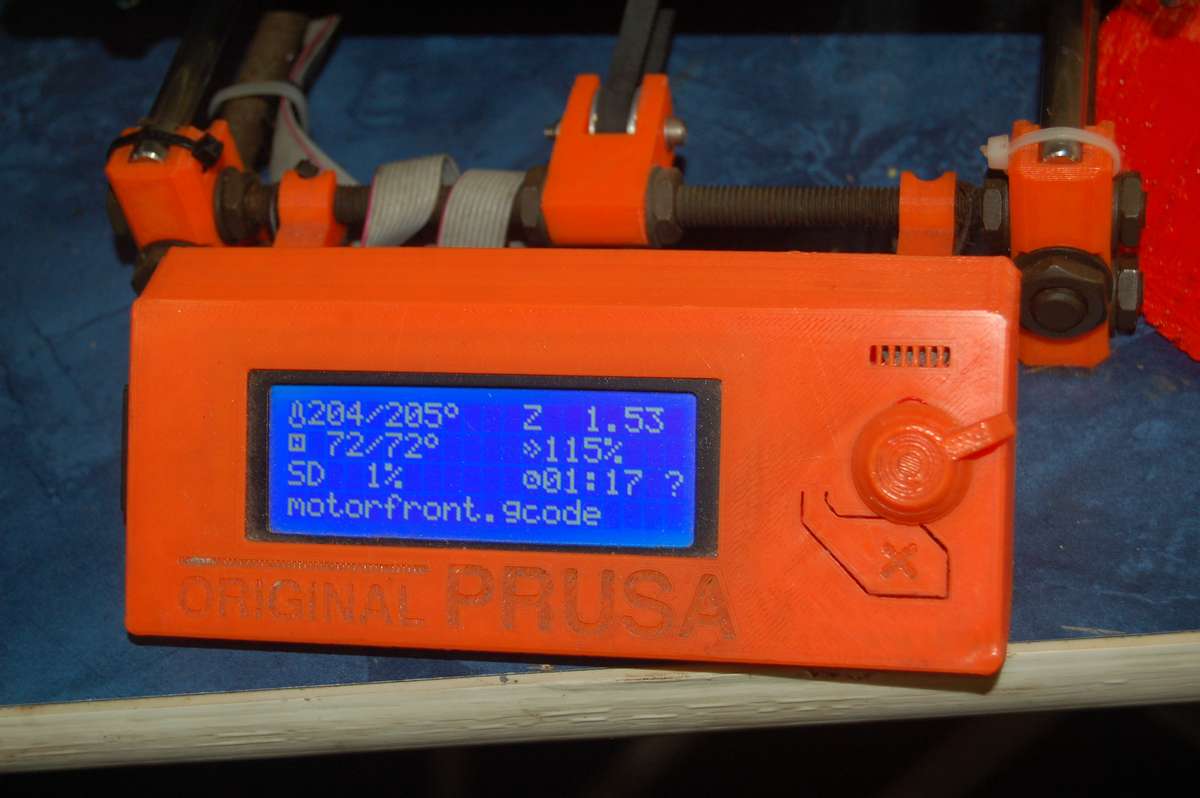 204/205° Z 1.53
72/72° 115%
SD 1% 01:17 ?
motorfront.gcode
ORIGINAL PRUSA